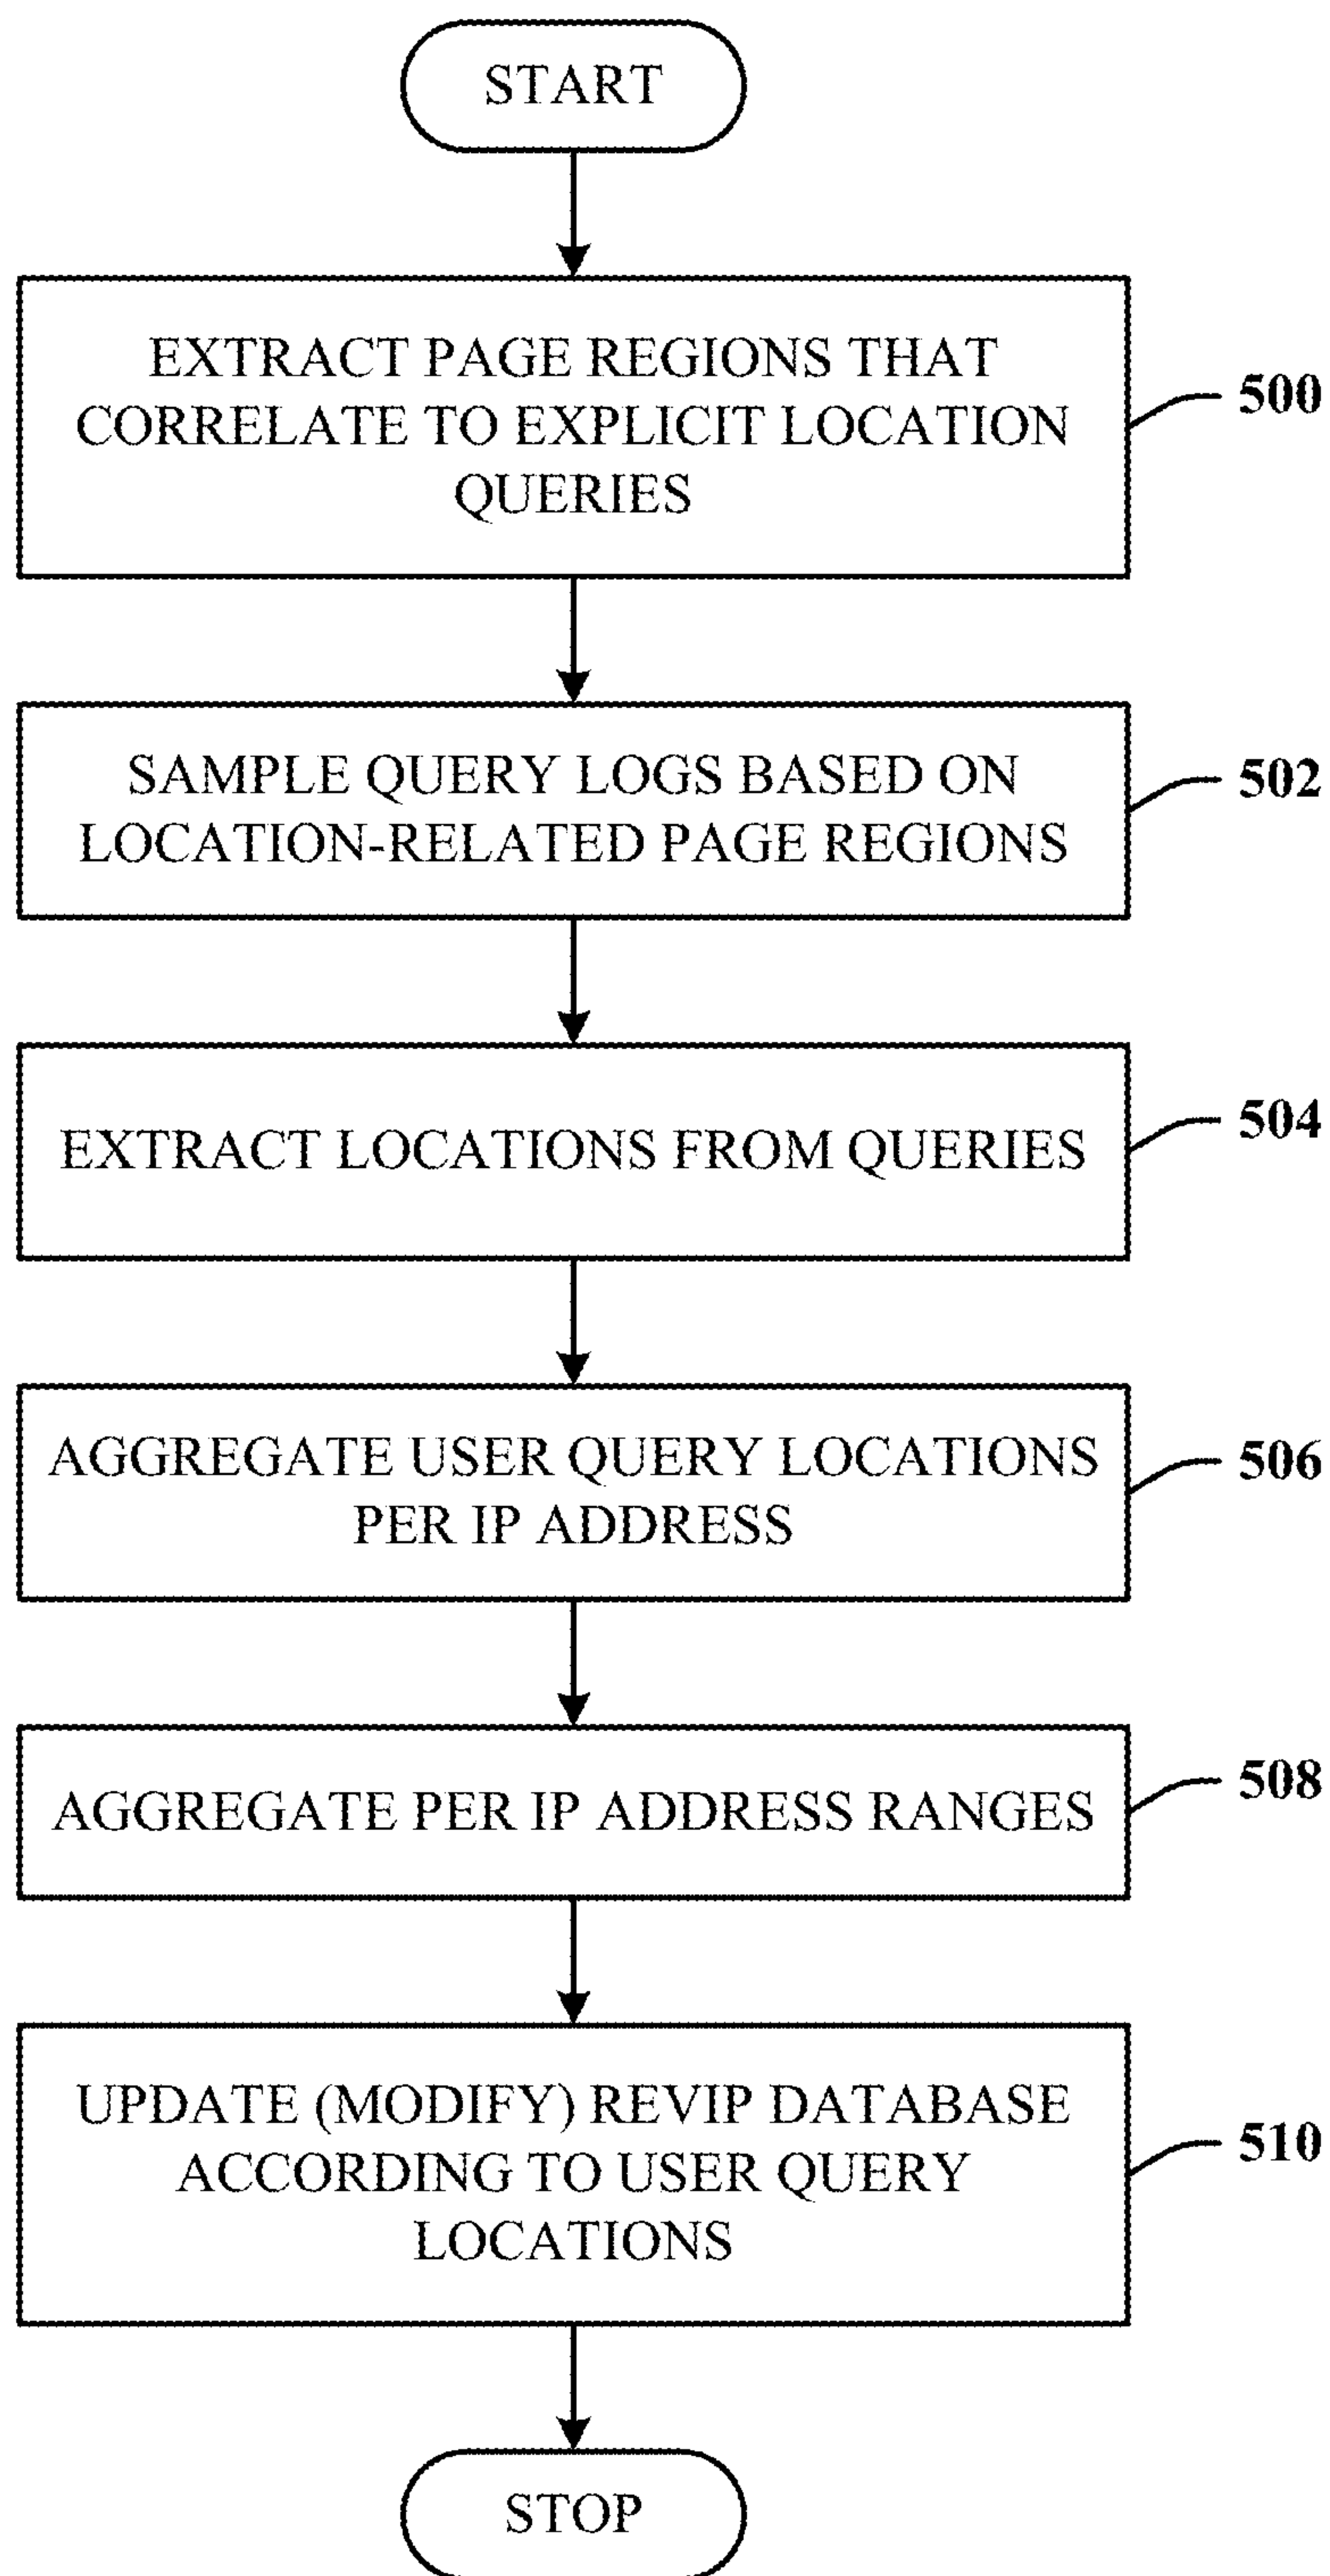 START
EXTRACT PAGE REGIONS THAT
CORRELATE TO EXPLICIT LOCATION
QUERIES
500
SAMPLE QUERY LOGS BASED ON
LOCATION-RELATED PAGE REGIONS
502
EXTRACT LOCATIONS FROM QUERIES
504
AGGREGATE USER QUERY LOCATIONS
PER IP ADDRESS
506
AGGREGATE PER IP ADDRESS RANGES
508
UPDATE (MODIFY) REVIP DATABASE
ACCORDING TO USER QUERY
LOCATIONS
510
STOP